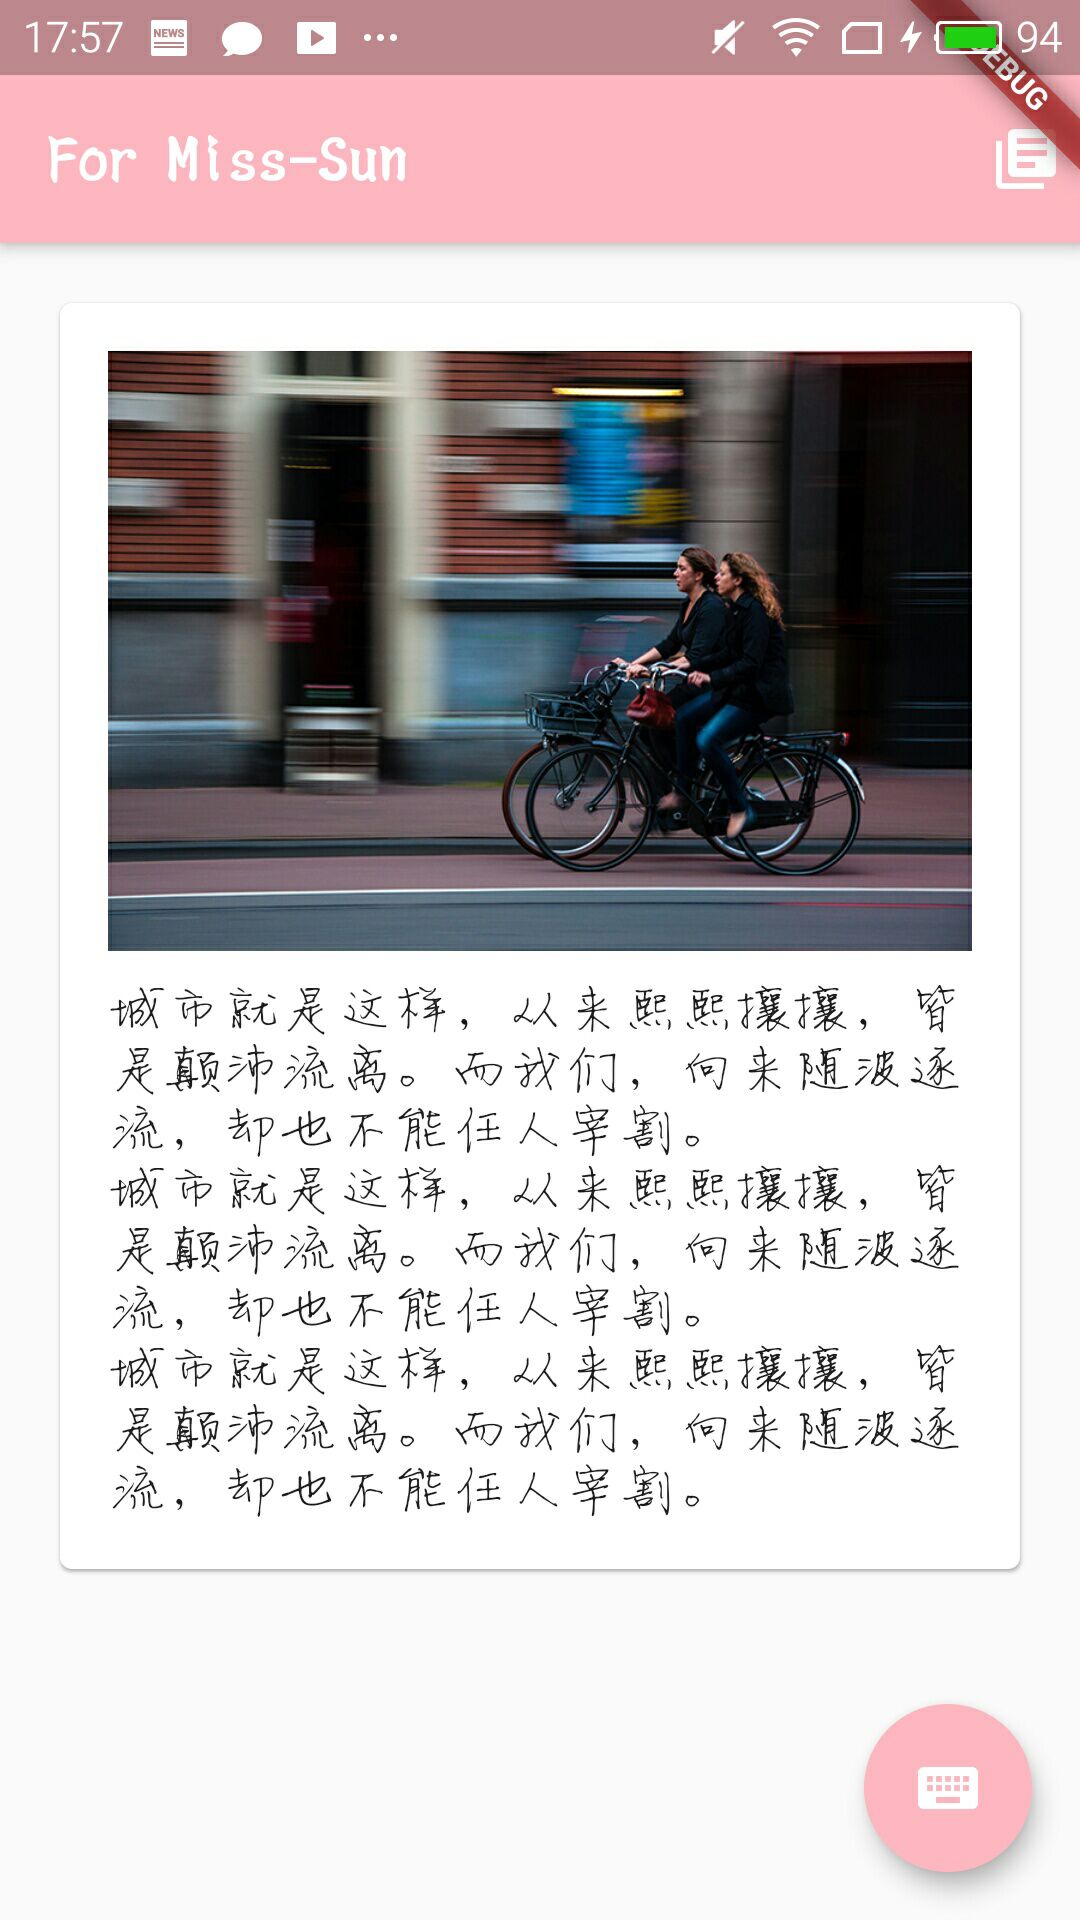 17:57
NEWS
94
DEBUG
For Miss-Sun
城市就是这样，从来熙熙攘攘，皆
是颠沛流离。而我们，向来随波逐
流，却也不能任人宰割。
城市就是这样，从来熙熙攘攘，皆
是颠沛流离。而我们，向来随波逐
流，却也不能任人宰割。
城市就是这样，从来熙熙攘攘，皆
是颠沛流离。而我们，向来随波逐
流，却也不能任人宰割。